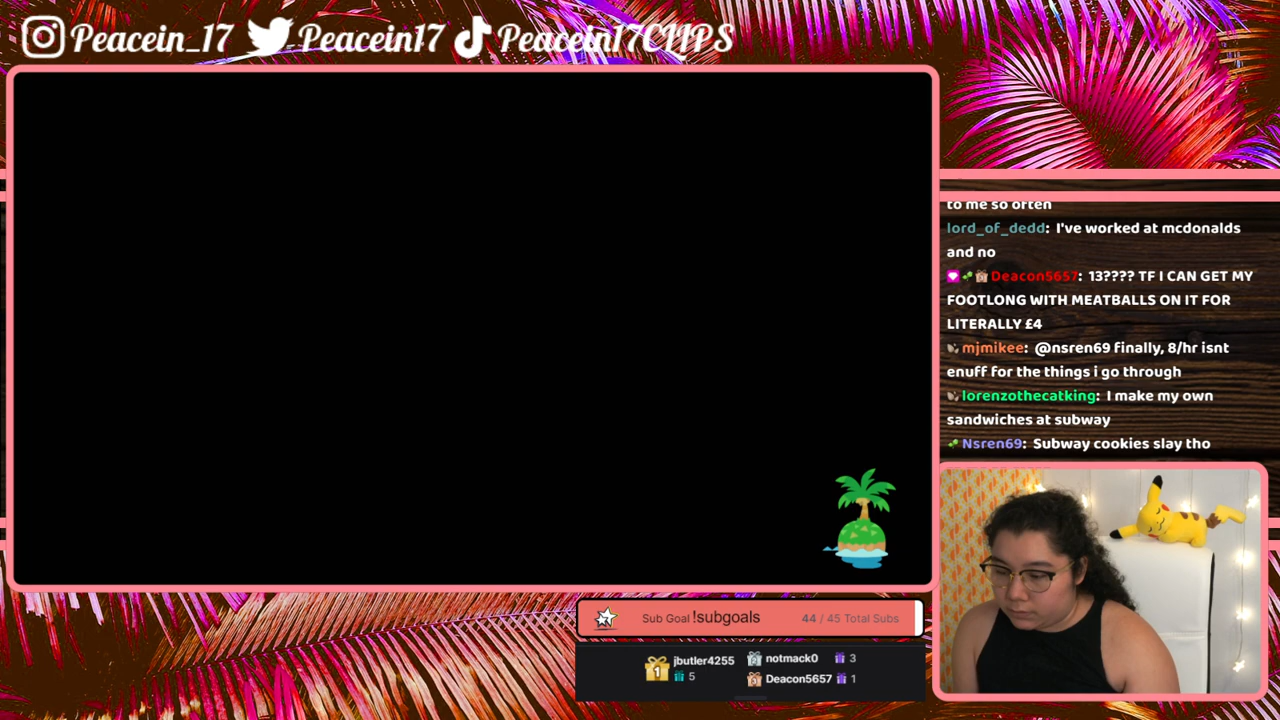 Peacein_17 Peacein17 Peacein17ClIPS
to me so often
lord_of_dedd: I've worked at mcdonalds
and no
Deacon5657: 13???? TF I CAN GET MY
FOOTLONG WITH MEATBALLS ON IT FOR
LITERALLY £4
mjmikee: @nsren69 finally, 8/hr isnt
enuff for the things i go through
lorenzothecatking: I make my own
sandwiches at subway
Nsren69: Subway cookies slay tho
Sub Goal !subgoals 44 / 45 Total Subs
1 jbutler4255 5
2 notmack0 3
3 Deacon5657 1